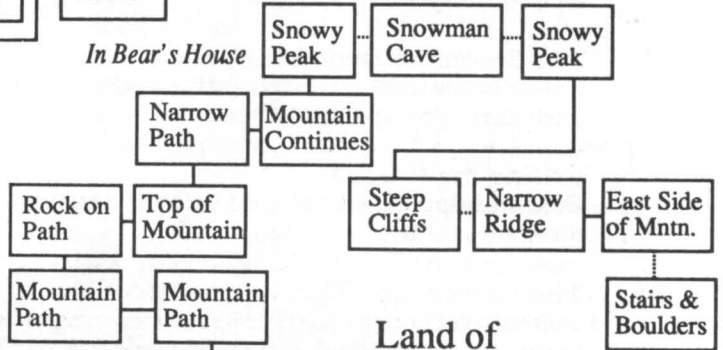 In Bear's House
Snowy
Peak
Snowman
Cave
Snowy
Peak
Narrow
Path
Mountain
Continues
Rock on
Path
Top of
Mountain
Steep
Cliffs
Narrow
Ridge
East Side
of Mntn.
Mountain
Path
Mountain
Path
Stairs &
Boulders
Land of